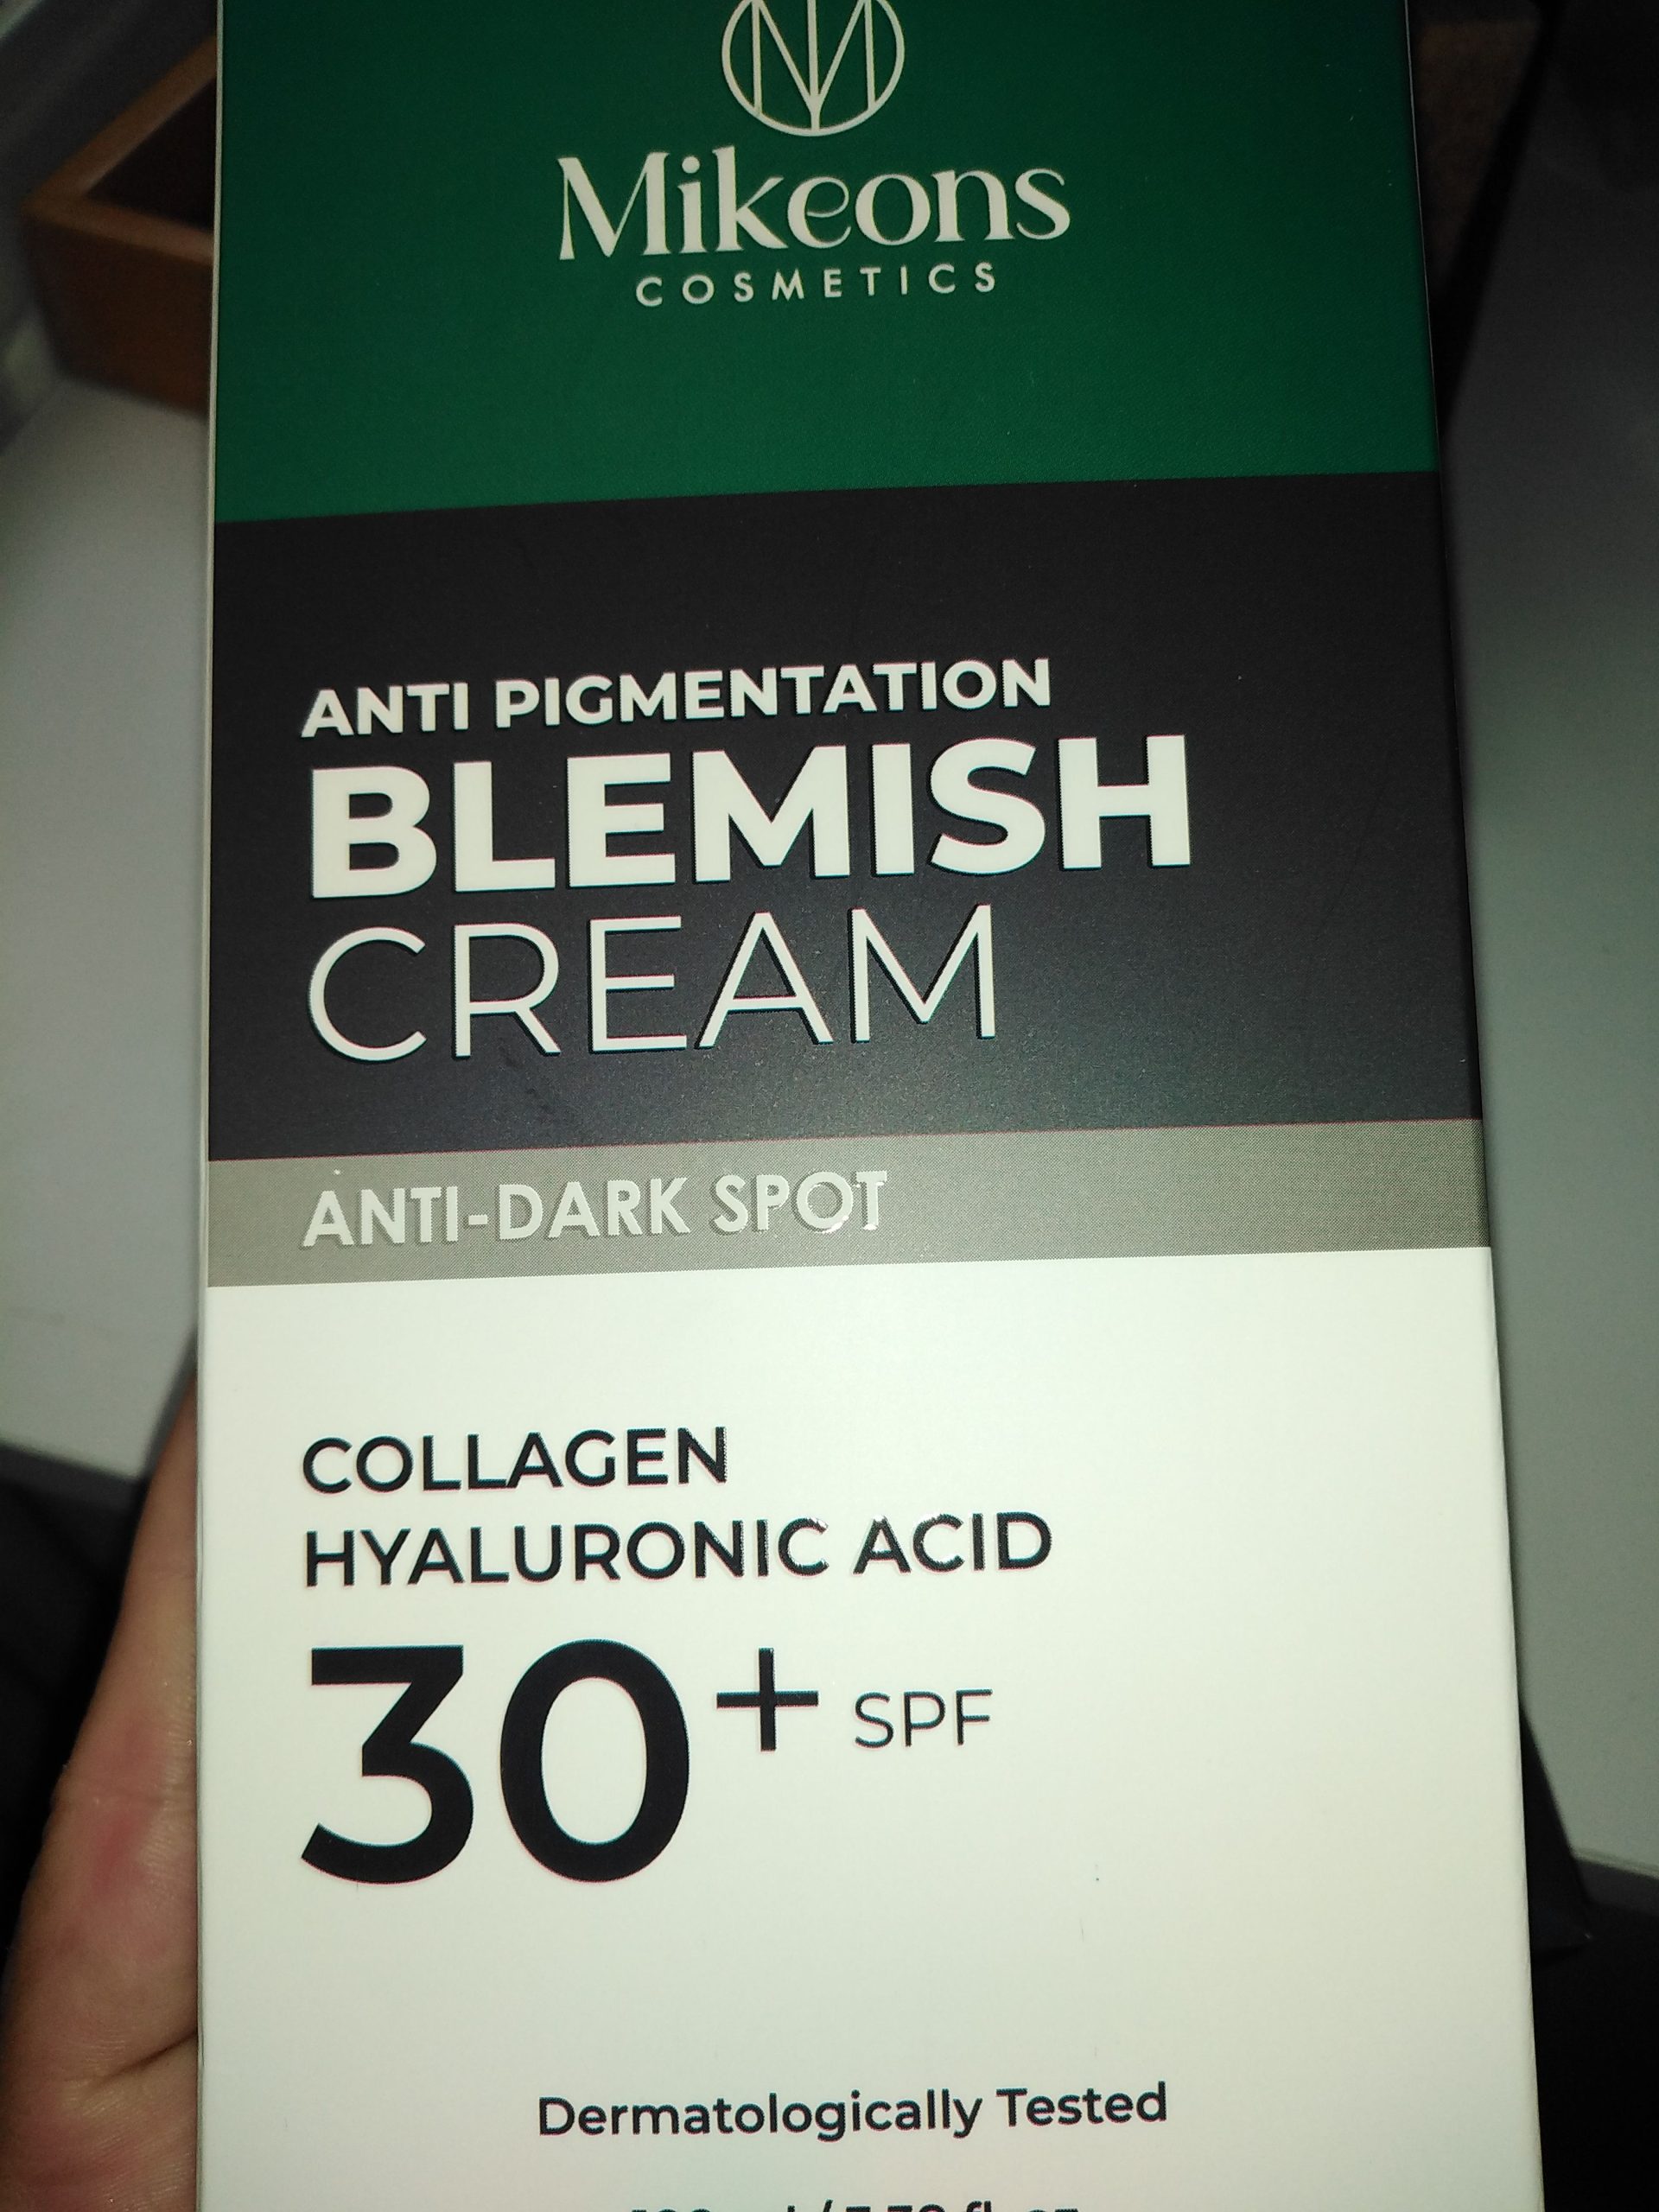 Mikeons
COSMETICS
ANTI PIGMENTATION
BLEMISH
CREAM
ANTI-DARK SPOT
COLLAGEN
HYALURONIC ACID
30+ SPF
Dermatologically Tested